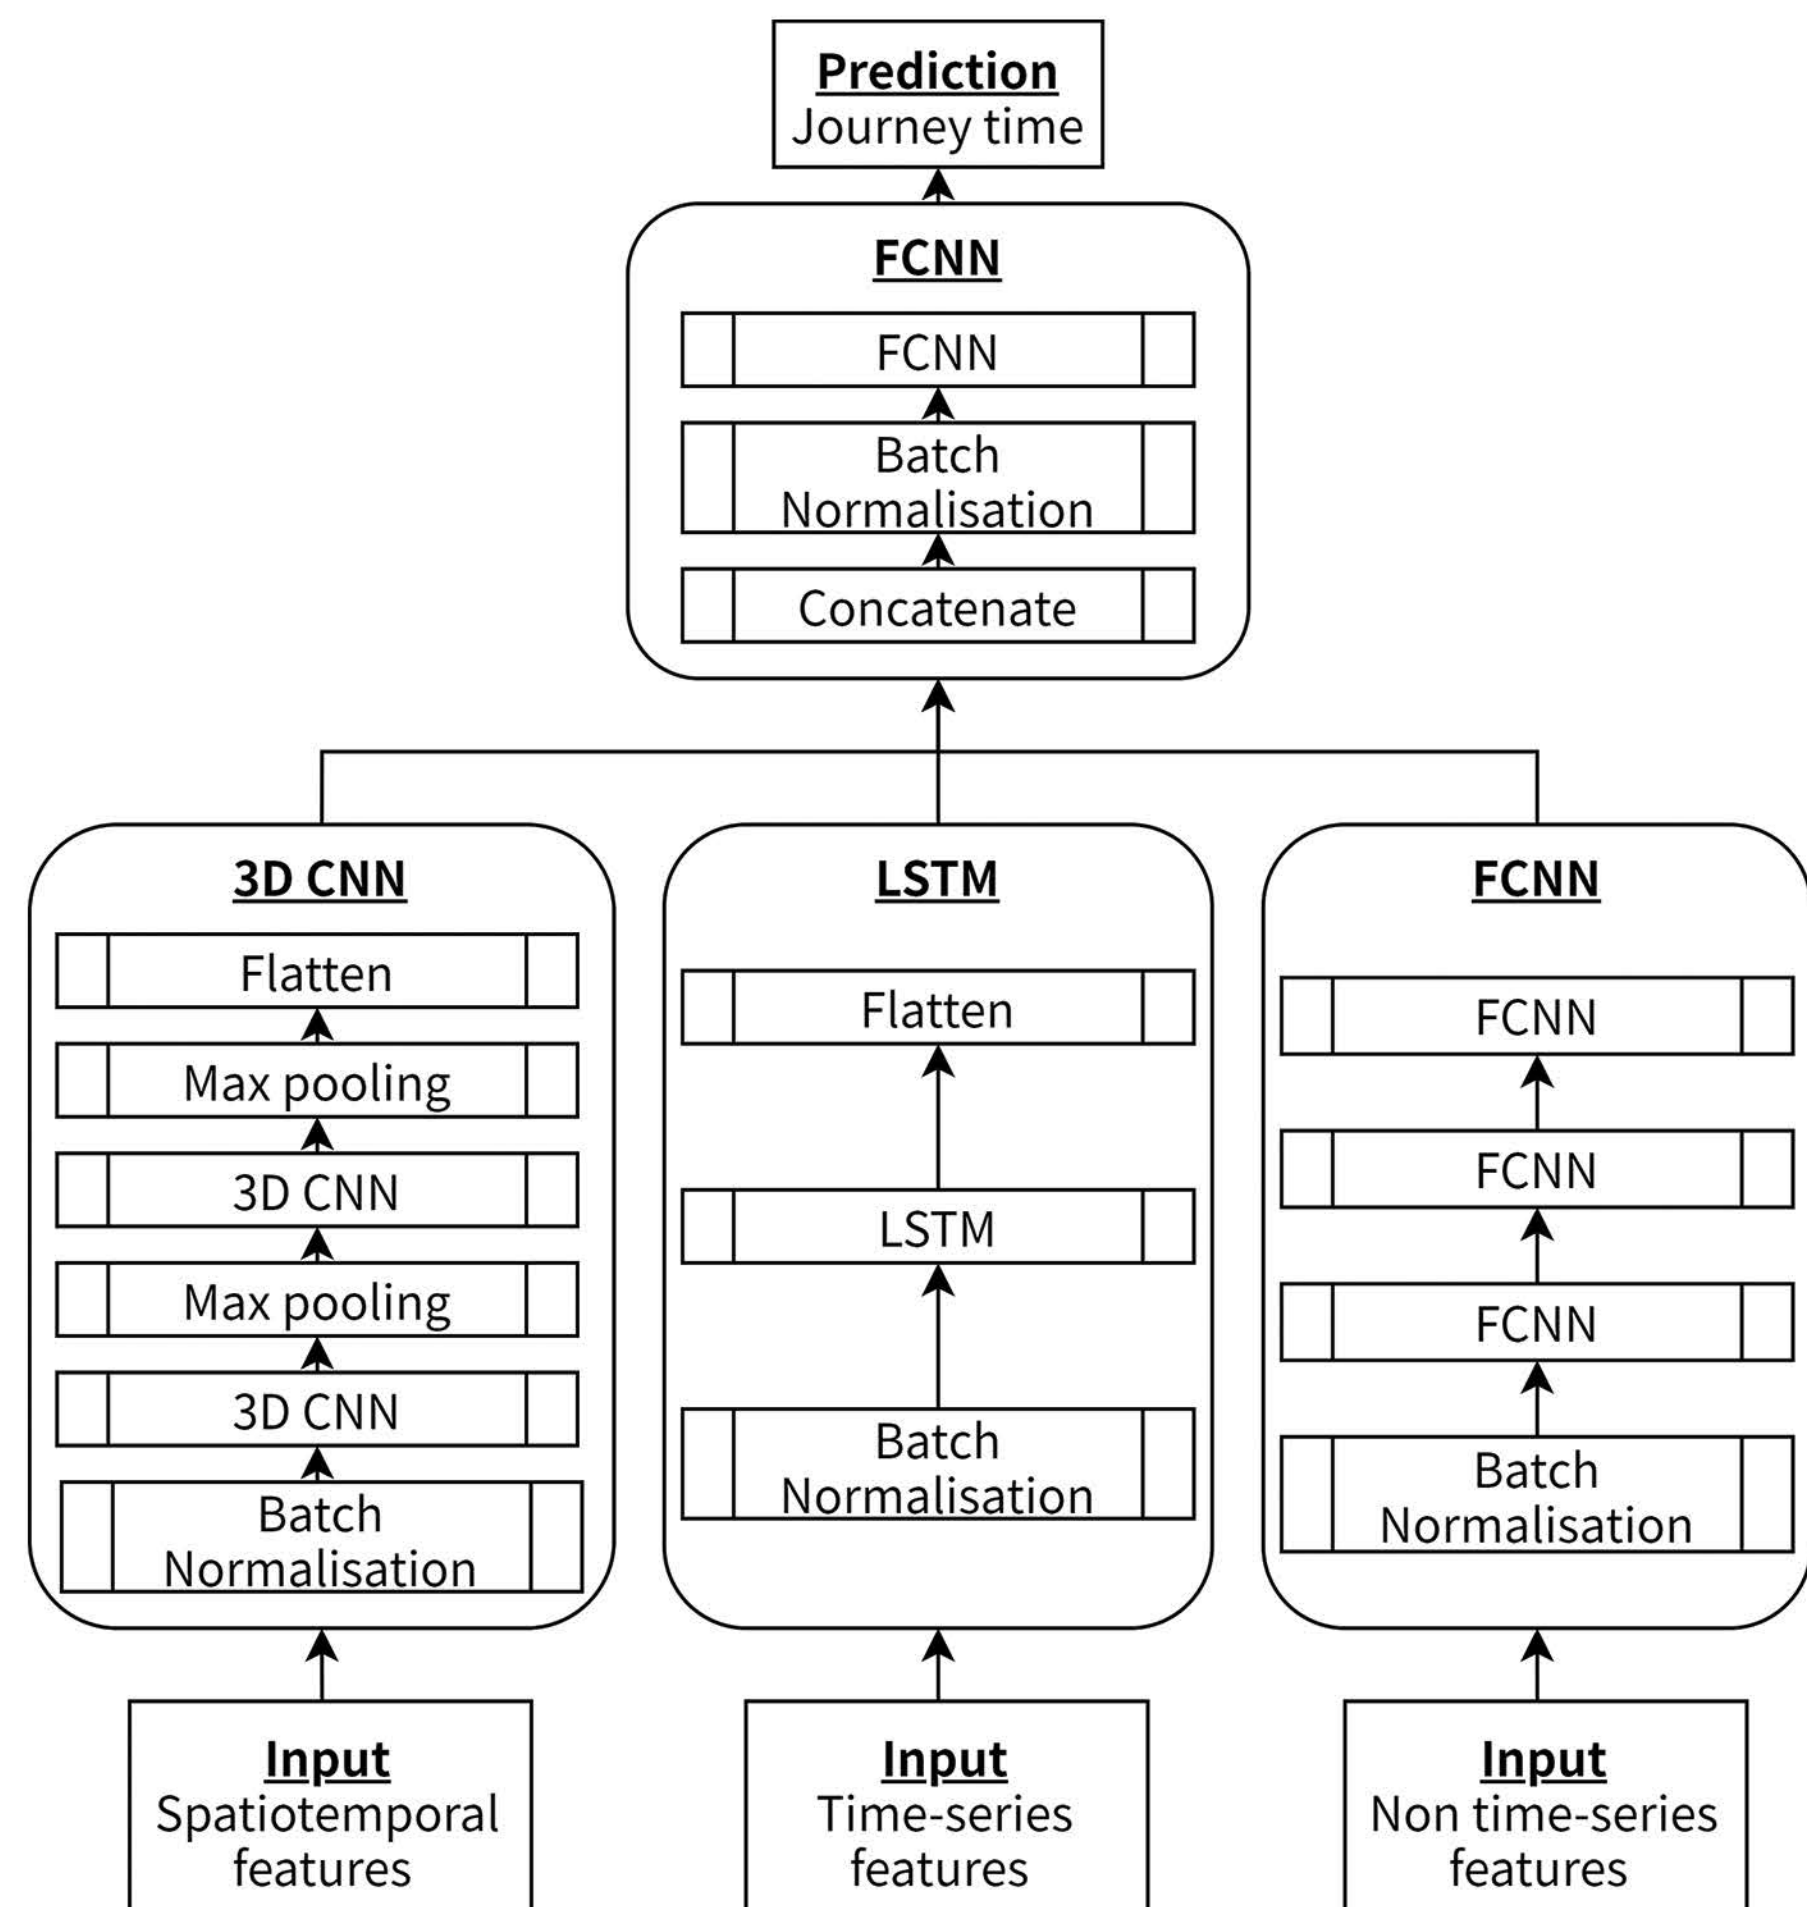 Prediction
Journey time
FCNN
FCNN
Batch
Normalisation
Concatenate
3D CNN
Flatten
Max pooling
3D CNN
Max pooling
3D CNN
Batch
Normalisation
LSTM
Flatten
LSTM
Batch
Normalisation
FCNN
FCNN
FCNN
FCNN
Batch
Normalisation
Input
Spatiotemporal
features
Input
Time-series
features
Input
Non time-series
features